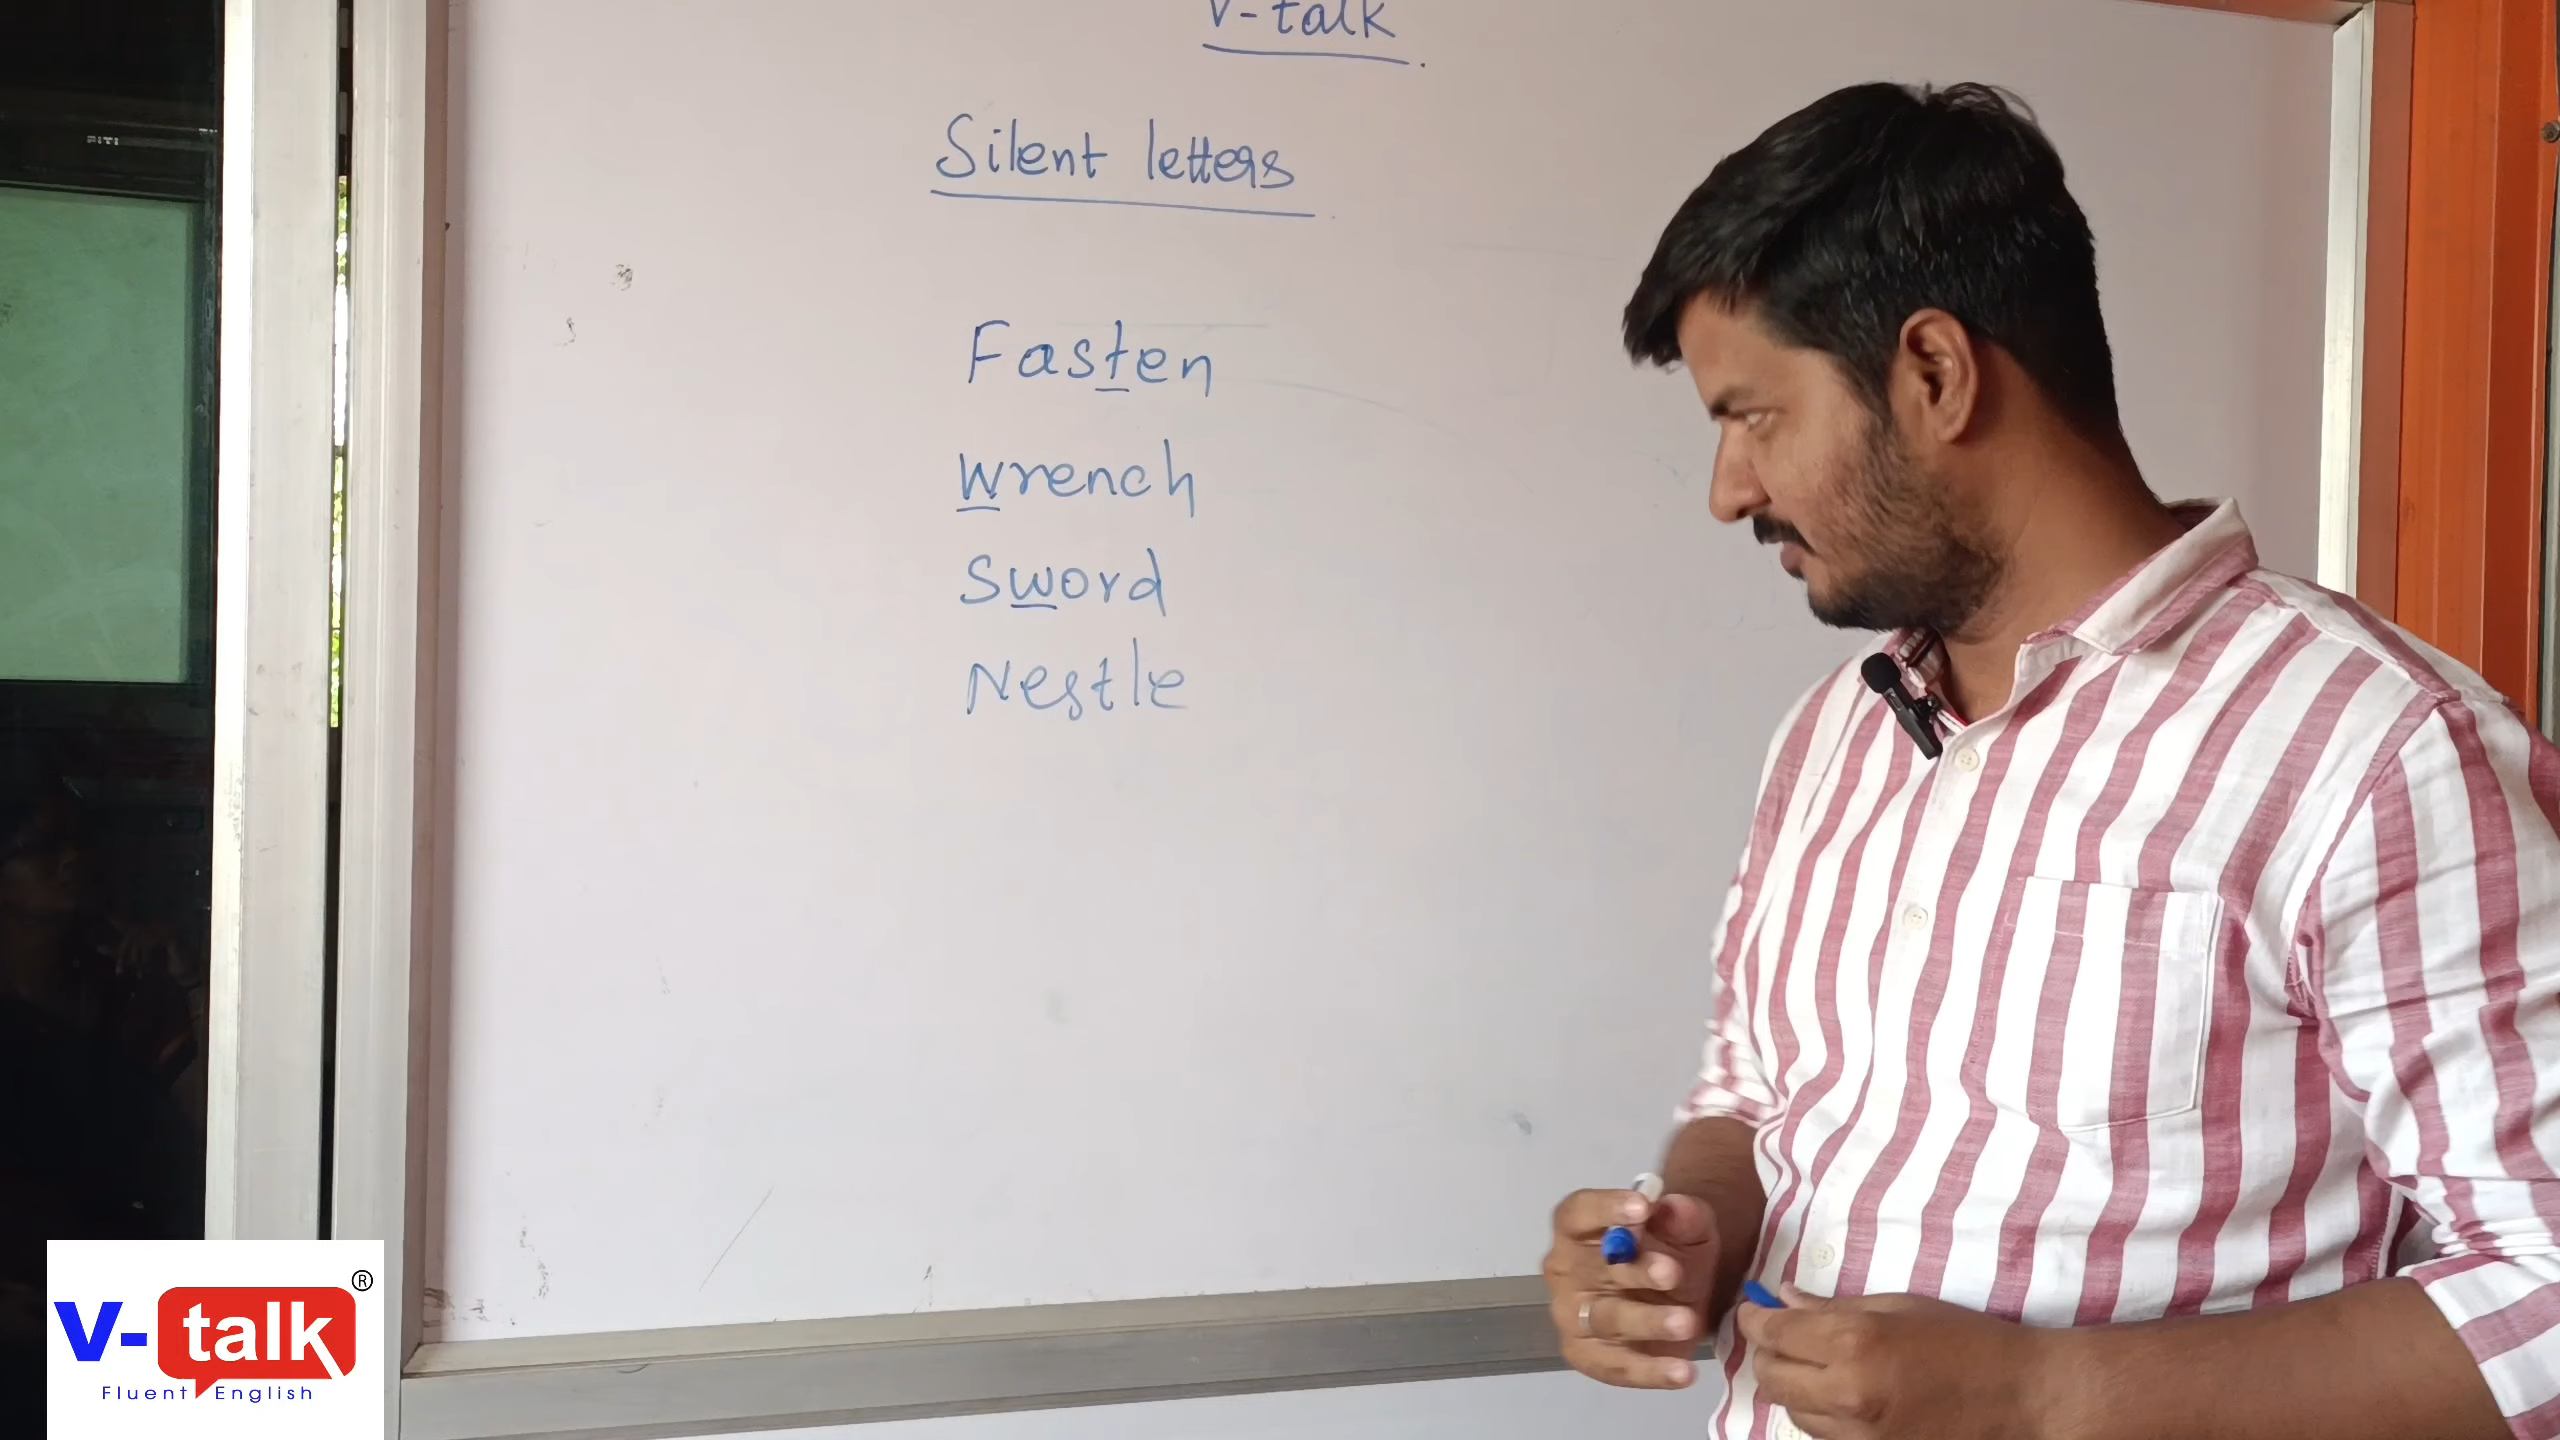 V-talk
Silent letters
Fasten
Wrench
Sword
Nestle
V-talk®
Fluent English